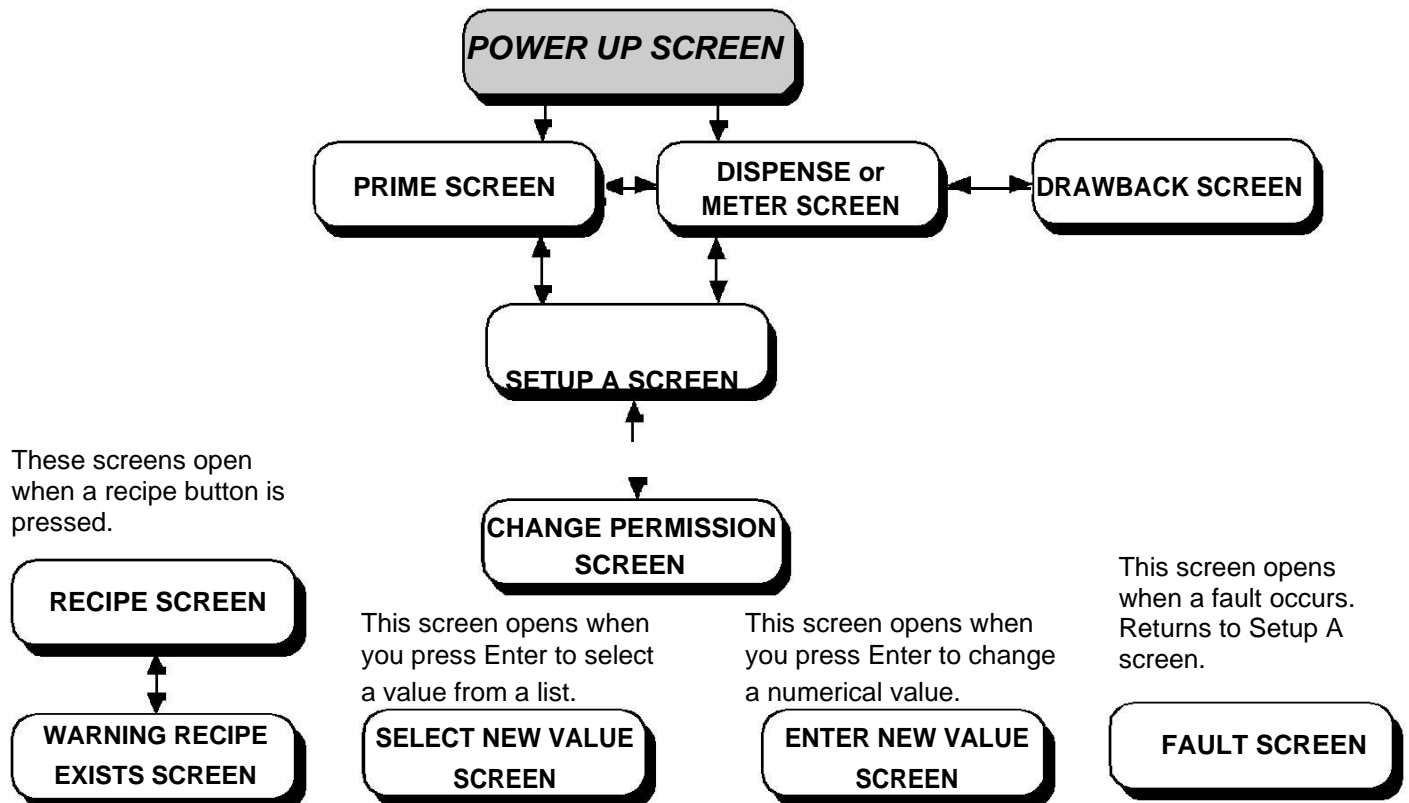 POWER UP SCREEN
PRIME SCREEN
DISPENSE or
METER SCREEN
DRAWBACK SCREEN
SETUP A SCREEN
CHANGE PERMISSION
SCREEN
These screens open
when a recipe button is
pressed.
RECIPE SCREEN
WARNING RECIPE
EXISTS SCREEN
This screen opens when
you press Enter to select
a value from a list.
SELECT NEW VALUE
SCREEN
This screen opens when
you press Enter to change
a numerical value.
ENTER NEW VALUE
SCREEN
This screen opens
when a fault occurs.
Returns to Setup A
screen.
FAULT SCREEN